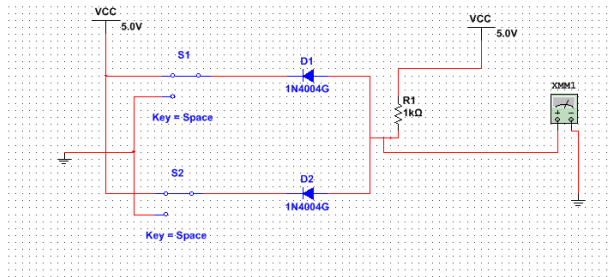 VCC
5.0V
VCC
5.0V
S1
D1
1N4004G
XMM1
R1
1kΩ
Key = Space
S2
D2
1N4004G
Key = Space